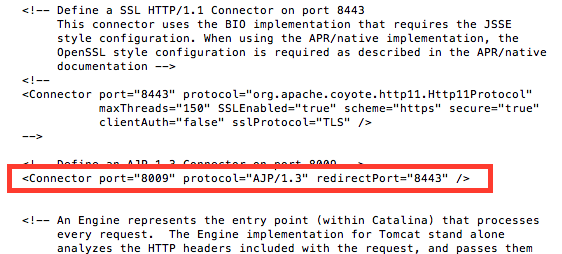 <!-- Define a SSL HTTP/1.1 Connector on port 8443
This connector uses the BIO implementation that requires the JSSE
style configuration. When using the APR/native implementation, the
OpenSSL style configuration is required as described in the APR/native
documentation -->
<!--
<Connector port="8443" protocol="org.apache.coyote.http11.Http11Protocol"
maxThreads="150" SSLEnabled="true" scheme="https" secure="true"
clientAuth="false" sslProtocol="TLS" />
-->
<!-- Define an AJP 1.3 Connector on port 8009 -->
<Connector port="8009" protocol="AJP/1.3" redirectPort="8443" />
<!-- An Engine represents the entry point (within Catalina) that processes
every request.  The Engine implementation for Tomcat stand alone
analyzes the HTTP headers included with the request, and passes them